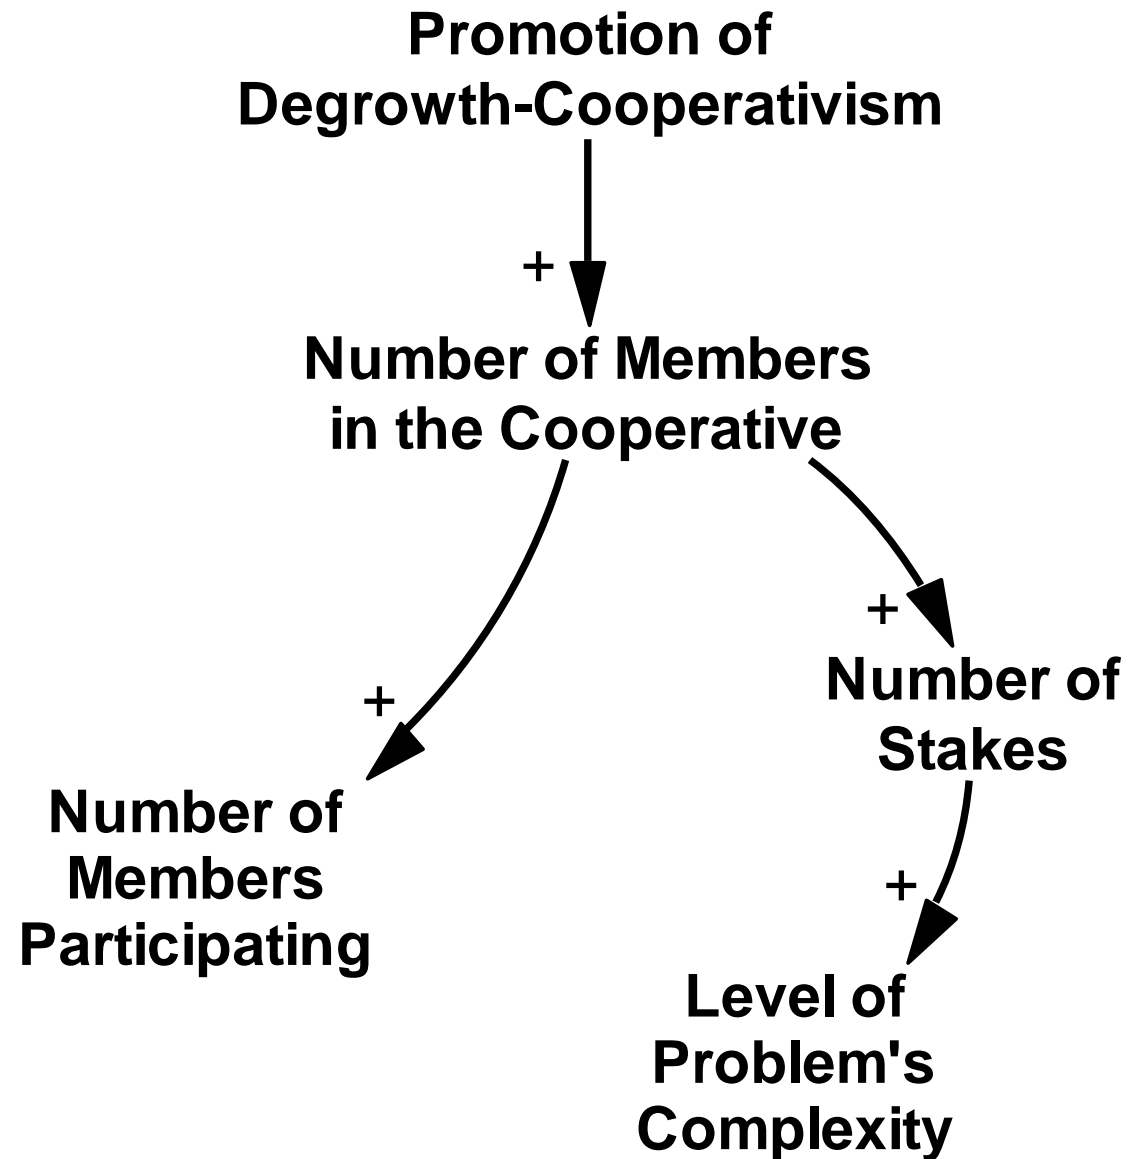 Promotion of
Degrowth-Cooperativism
+
Number of Members
in the Cooperative
+
Number of
Stakes
+
Number of
Members
Participating
+
Level of
Problem's
Complexity